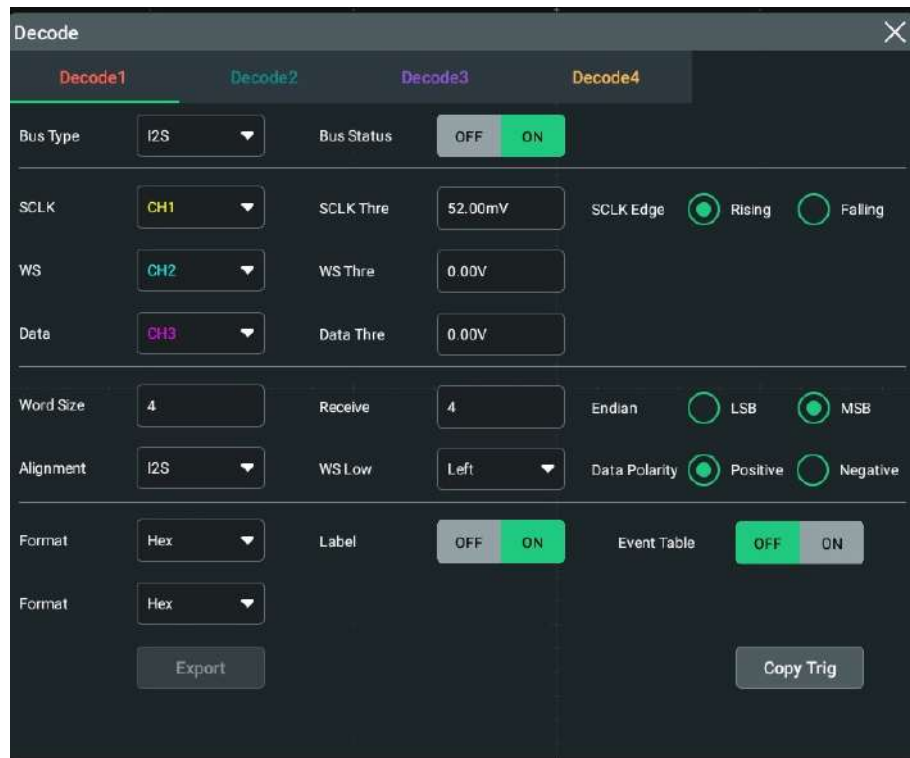 Decode
Decode1 Decode2 Decode3 Decode4
Bus Type I2S Bus Status OFF ON
SCLK CH1 SCLK Thre 52.00mV SCLK Edge Rising Falling
WS CH2 WS Thre 0.00V
Data CH3 Data Thre 0.00V
Word Size 4 Receive 4 Endian LSB MSB
Alignment I2S WS Low Left Data Polarity Positive Negative
Format Hex Label OFF ON Event Table OFF ON
Format Hex
Export Copy Trig